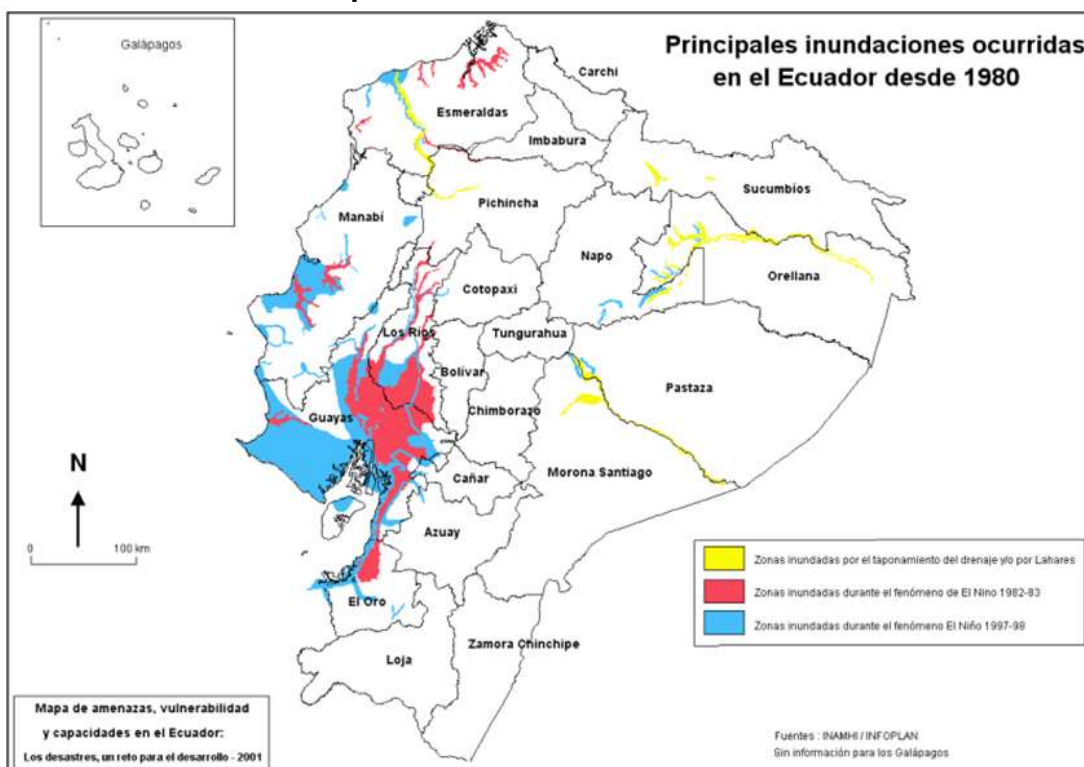 Galápagos
Principales inundaciones ocurridas
en el Ecuador desde 1980
Carchi
Esmeraldas
Imbabura
Sucumbíos
Pichincha
Manabí
Napo
Orellana
Cotopaxi
Los Ríos
Tungurahua
Bolívar
Pastaza
Chimborazo
Guayas
N
Morona Santiago
Cañar
0 100 km
Azuay
Zonas inundadas por el taponamiento del drenaje y/o por Lahares
Zonas inundadas durante el fenómeno de El Nino 1982-83
Zonas inundadas durante el fenómeno El Niño 1997-98
El Oro
Zamora Chinchipe
Loja
Mapa de amenazas, vulnerabilidad
y capacidades en el Ecuador:
Los desastres, un reto para el desarrollo - 2001
Fuentes : INAMHI / INFOPLAN
Sin información para los Galápagos